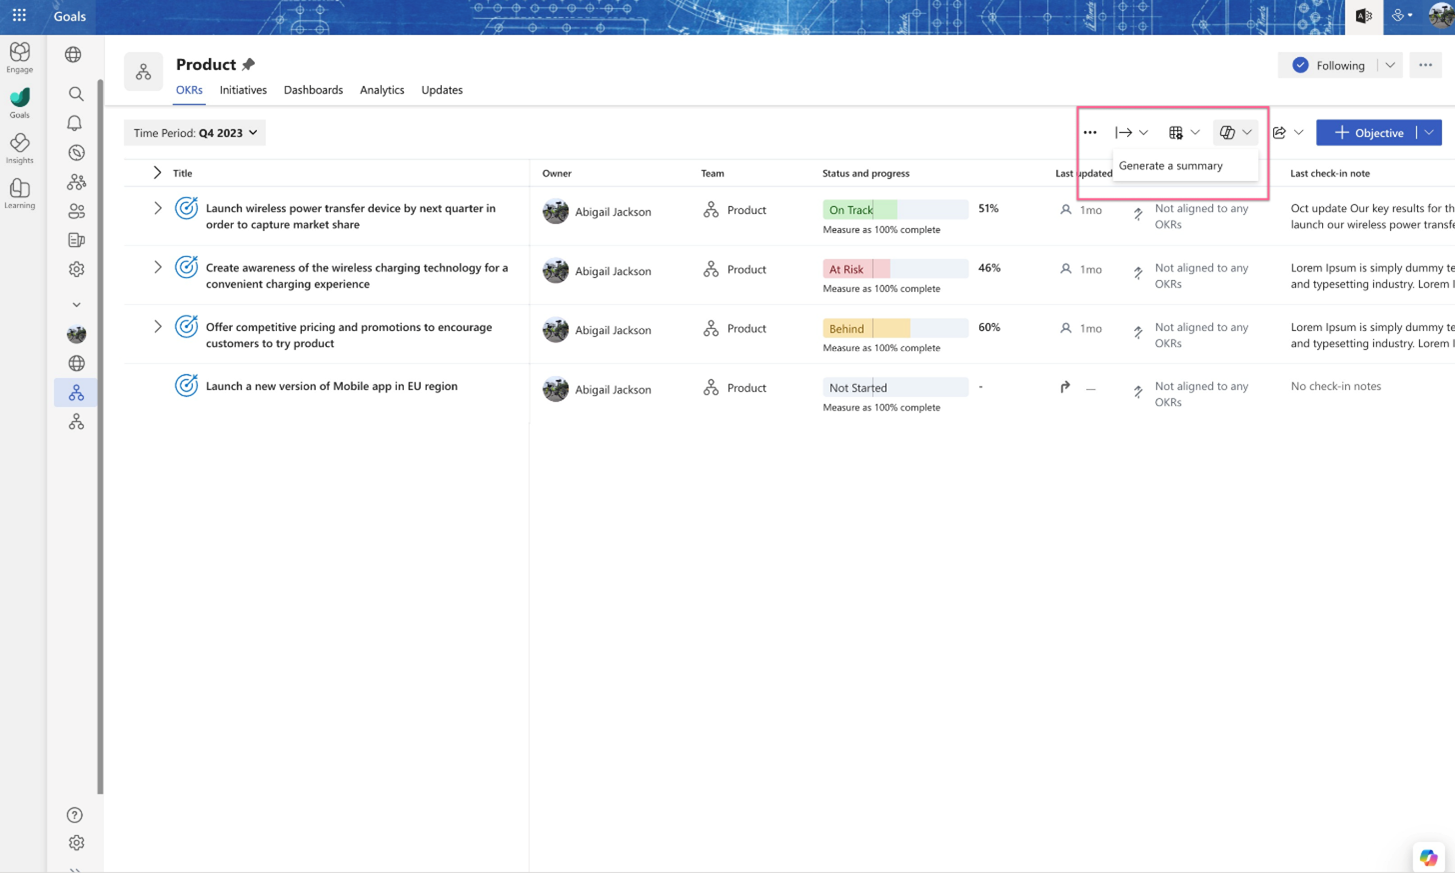 Goals
Engage
Goals
Insights
Learning
Product
Following
OKRs Initiatives Dashboards Analytics Updates
Time Period: Q4 2023
Objective
Generate a summary
Title Owner Team Status and progress Last updated Last check-in note
Launch wireless power transfer device by next quarter in
order to capture market share
Abigail Jackson
Product
On Track
51%
Measure as 100% complete
1mo
Not aligned to any
OKRs
Oct update Our key results for th
launch our wireless power transfe
Create awareness of the wireless charging technology for a
convenient charging experience
Abigail Jackson
Product
At Risk
46%
Measure as 100% complete
1mo
Not aligned to any
OKRs
Lorem Ipsum is simply dummy te
and typesetting industry. Lorem I
Offer competitive pricing and promotions to encourage
customers to try product
Abigail Jackson
Product
Behind
60%
Measure as 100% complete
1mo
Not aligned to any
OKRs
Lorem Ipsum is simply dummy te
and typesetting industry. Lorem I
Launch a new version of Mobile app in EU region
Abigail Jackson
Product
Not Started
-
Measure as 100% complete
—
Not aligned to any
OKRs
No check-in notes